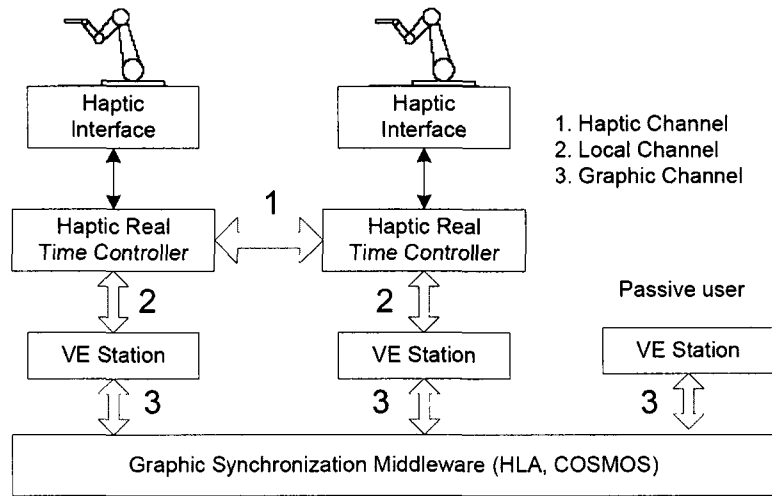 Haptic
Interface
Haptic
Interface
1. Haptic Channel
2. Local Channel
3. Graphic Channel
1
Haptic Real
Time Controller
Haptic Real
Time Controller
2
2
Passive user
VE Station
VE Station
VE Station
3
3
3
Graphic Synchronization Middleware (HLA, COSMOS)